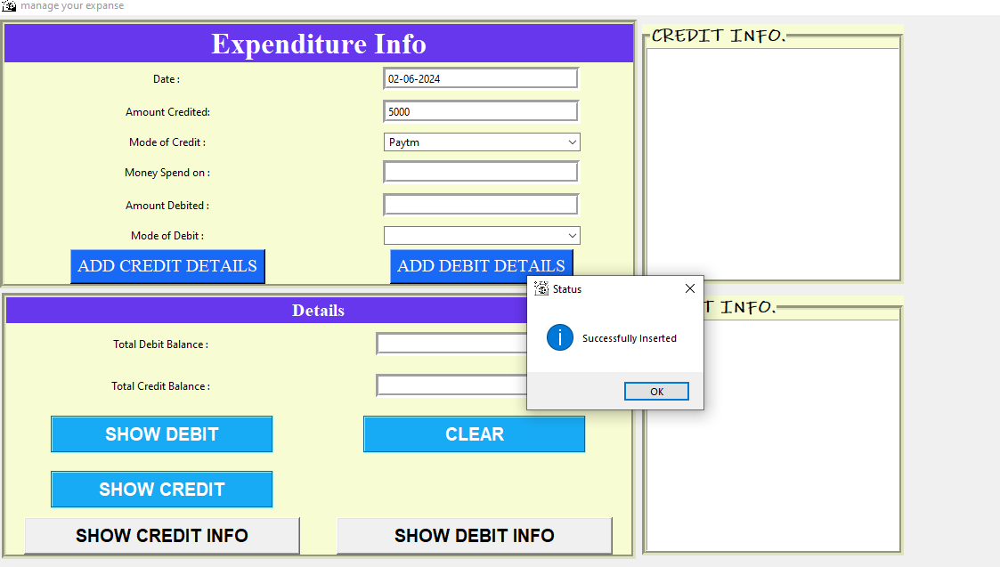 manage your expanse
Expenditure Info
Date :
02-06-2024
Amount Credited:
5000
Mode of Credit :
Paytm
Money Spend on :
Amount Debited :
Mode of Debit :
ADD CREDIT DETAILS
ADD DEBIT DETAILS
CREDIT INFO.
Status
Successfully Inserted
OK
Details
Total Debit Balance :
Total Credit Balance :
SHOW DEBIT
CLEAR
SHOW CREDIT
SHOW CREDIT INFO
SHOW DEBIT INFO
T INFO.